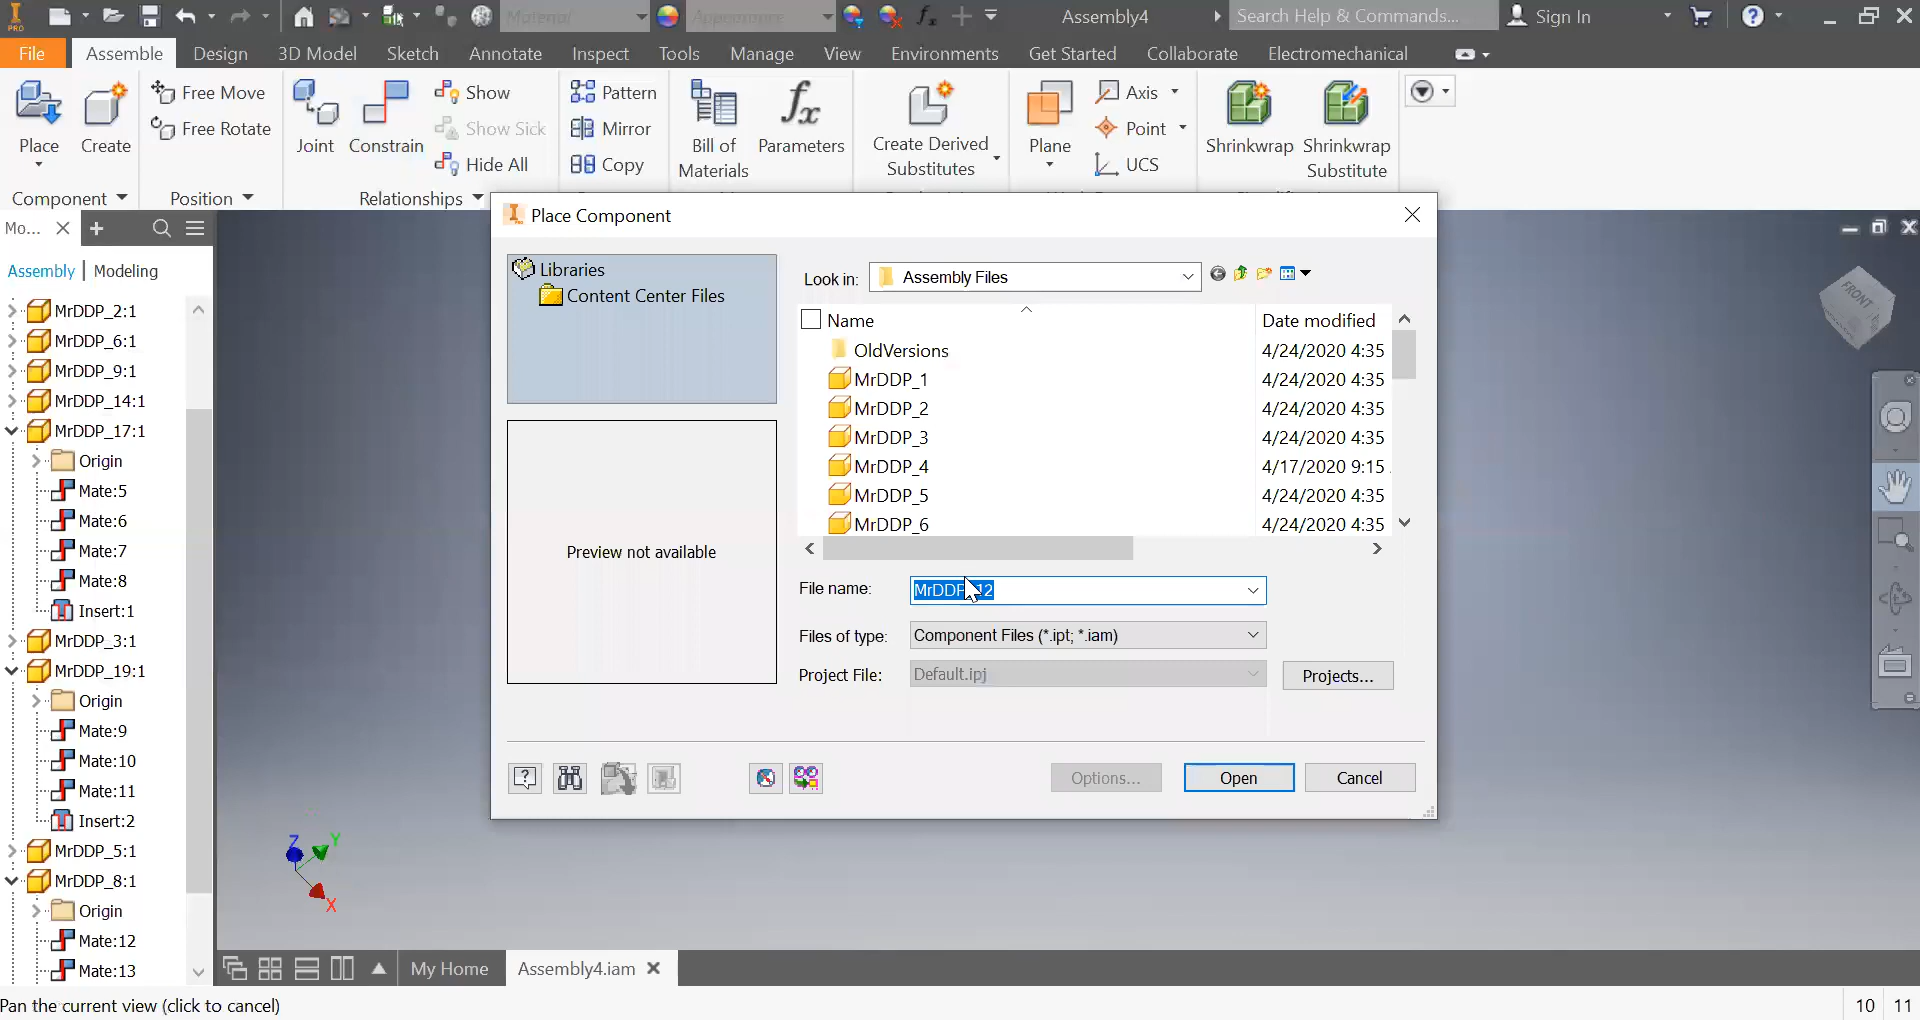 PRO
Material
Appearance
Assembly4
Search Help & Commands...
Sign In
File
Assemble
Design
3D Model
Sketch
Annotate
Inspect
Tools
Manage
View
Environments
Get Started
Collaborate
Electromechanical
Place
Create
Free Move
Free Rotate
Joint
Constrain
Show
Show Sick
Hide All
Pattern
Mirror
Copy
Bill of
Materials
fx
Parameters
Create Derived
Substitutes
Plane
Axis
Point
UCS
Shrinkwrap
Shrinkwrap
Substitute
Component
Position
Relationships
Mo...
Assembly | Modeling
MrDDP_2:1
MrDDP_6:1
MrDDP_9:1
MrDDP_14:1
MrDDP_17:1
Origin
Mate:5
Mate:6
Mate:7
Mate:8
Insert:1
MrDDP_3:1
MrDDP_19:1
Origin
Mate:9
Mate:10
Mate:11
Insert:2
MrDDP_5:1
MrDDP_8:1
Origin
Mate:12
Mate:13
Place Component
Libraries
Content Center Files
Preview not available
Look in:
Assembly Files
Name
Date modified
OldVersions
4/24/2020 4:35
MrDDP_1
4/24/2020 4:35
MrDDP_2
4/24/2020 4:35
MrDDP_3
4/24/2020 4:35
MrDDP_4
4/17/2020 9:15
MrDDP_5
4/24/2020 4:35
MrDDP_6
4/24/2020 4:35
File name:
MrDDP_12
Files of type:
Component Files (*.ipt; *.iam)
Project File:
Default.ipj
Projects...
Options...
Open
Cancel
FRONT
Z
Y
X
My Home
Assembly4.iam
Pan the current view (click to cancel)
10
11